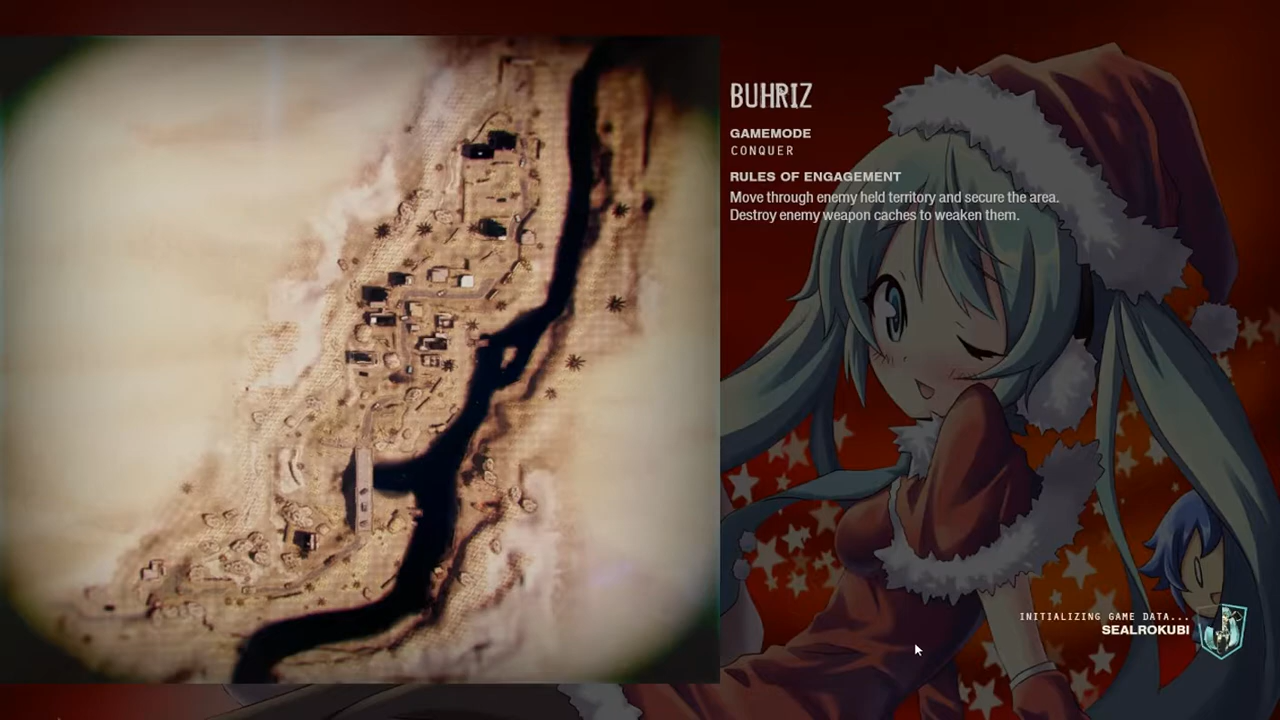 BUHRIZ
GAMEMODE
CONQUER
RULES OF ENGAGEMENT
Move through enemy held territory and secure the area.
Destroy enemy weapon caches to weaken them.
INITIALIZING GAME DATA...
SEALROKUBI